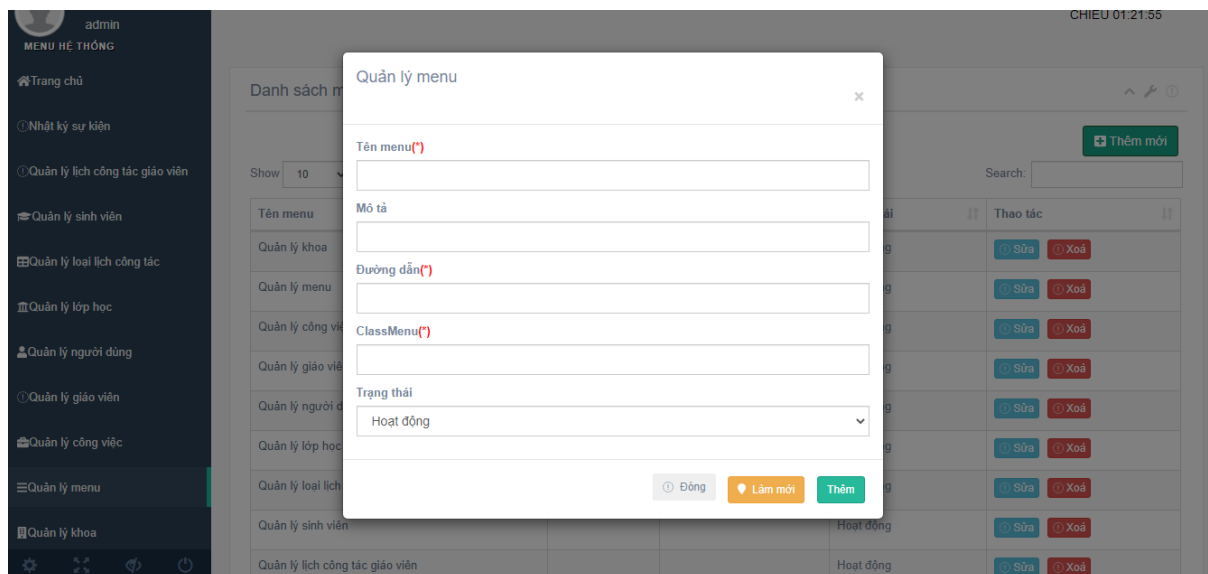 admin
CHIỀU 01:21:55
MENU HỆ THỐNG
Trang chủ
Nhật ký sự kiện
Quản lý lịch công tác giáo viên
Quản lý sinh viên
Quản lý loại lịch công tác
Quản lý lớp học
Quản lý người dùng
Quản lý giáo viên
Quản lý công việc
Quản lý menu
Quản lý khoa
Danh sách m
Thêm mới
Show 10
Search:
Tên menu
ái
Thao tác
Quản lý khoa
g
Sửa
Xoá
Quản lý menu
g
Sửa
Xoá
Quản lý công việ
g
Sửa
Xoá
Quản lý giáo viê
g
Sửa
Xoá
Quản lý người d
g
Sửa
Xoá
Quản lý lớp học
g
Sửa
Xoá
Quản lý loại lịch
g
Sửa
Xoá
Quản lý sinh viên
Hoạt động
Sửa
Xoá
Quản lý lịch công tác giáo viên
Hoạt động
Sửa
Xoá
Quản lý menu
×
Tên menu(*)
Mô tả
Đường dẫn(*)
ClassMenu(*)
Trạng thái
Hoạt động
Đóng
Làm mới
Thêm